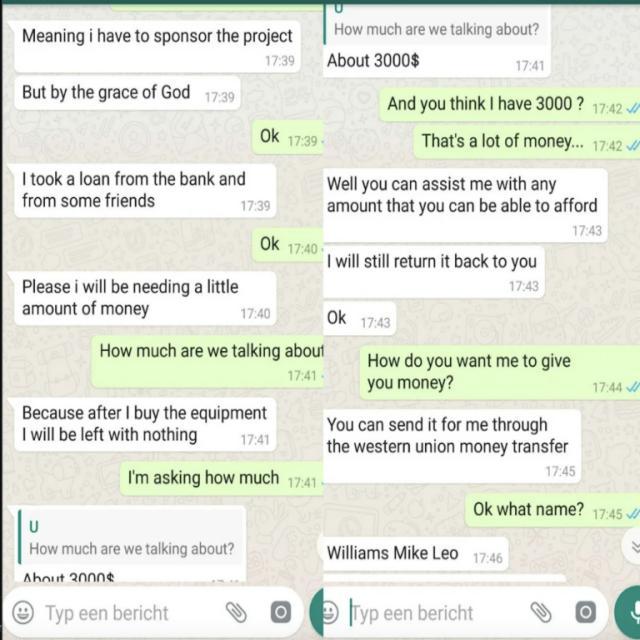 Meaning i have to sponsor the project
17:39
But by the grace of God 17:39
Ok 17:39
I took a loan from the bank and
from some friends
17:39
Ok 17:40
Please i will be needing a little
amount of money
17:40
How much are we talking about
17:41
Because after I buy the equipment
I will be left with nothing
17:41
I'm asking how much 17:41
U
How much are we talking about?
About 3000$
Typ een bericht
U
How much are we talking about?
About 3000$
17:41
And you think I have 3000 ? 17:42
That's a lot of money... 17:42
Well you can assist me with any
amount that you can be able to afford
17:43
I will still return it back to you
17:43
Ok 17:43
How do you want me to give
you money?
17:44
You can send it for me through
the western union money transfer
17:45
Ok what name? 17:45
Williams Mike Leo 17:46
Typ een bericht